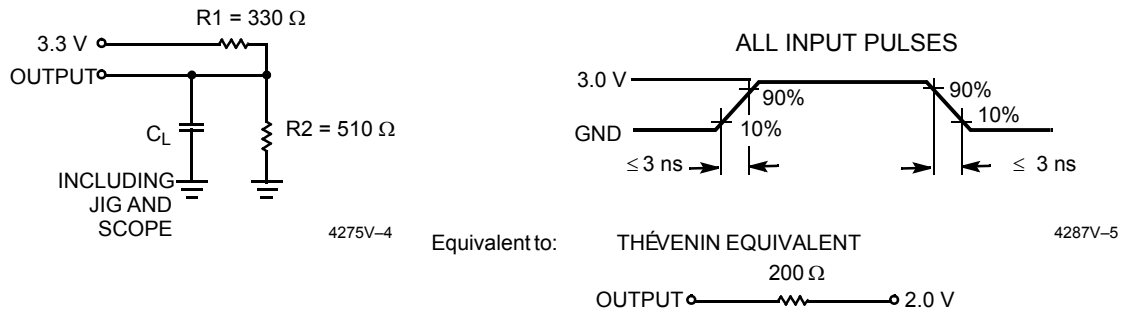 R1 = 330 Ω
3.3 V
OUTPUT
C_L
R2 = 510 Ω
INCLUDING
JIG AND
SCOPE
4275V–4
ALL INPUT PULSES
3.0 V
90%
90%
GND
10%
10%
≤ 3 ns
≤ 3 ns
4287V–5
Equivalent to:
THÉVENIN EQUIVALENT
200 Ω
OUTPUT
2.0 V